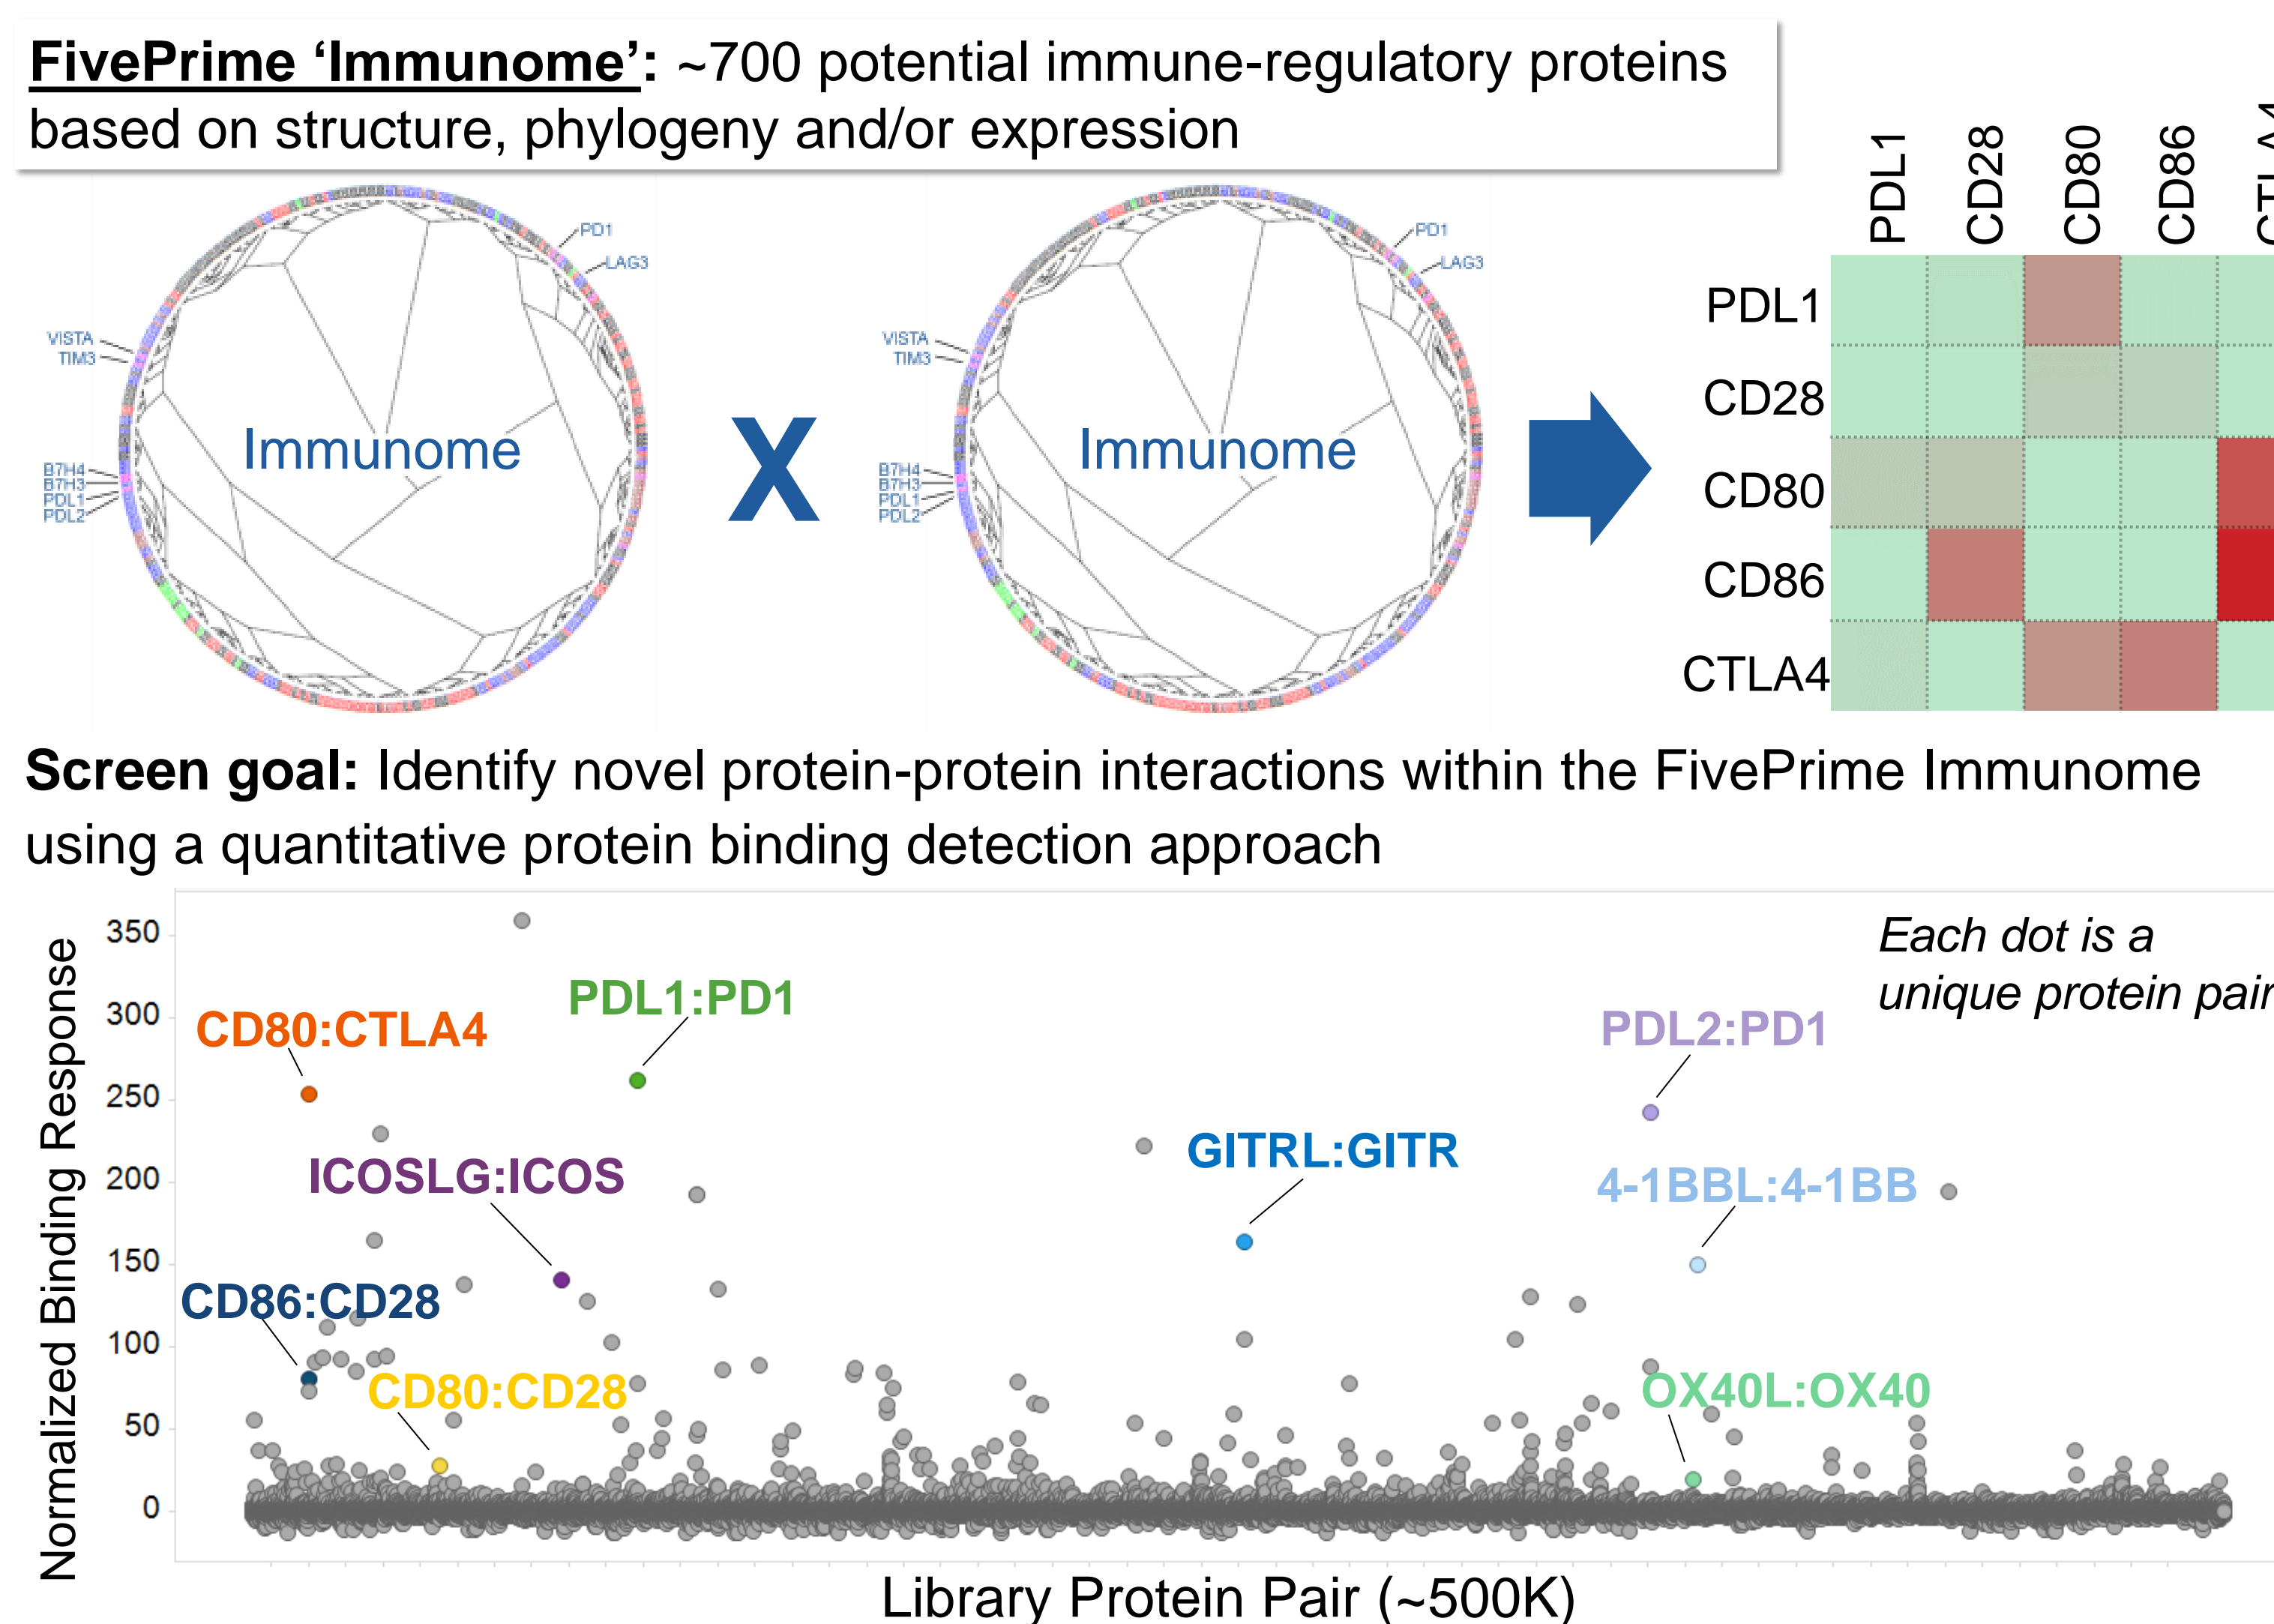 FivePrime ‘Immunome’: ~700 potential immune-regulatory proteins
based on structure, phylogeny and/or expression
PD1
LAG3
VISTA
TIM3
B7H4
B7H3
PDL1
PDL2
Immunome
X
PD1
LAG3
VISTA
TIM3
B7H4
B7H3
PDL1
PDL2
Immunome
PDL1
CD28
CD80
CD86
CTLA4
PDL1
CD28
CD80
CD86
CTLA4
Screen goal: Identify novel protein-protein interactions within the FivePrime Immunome
using a quantitative protein binding detection approach
Normalized Binding Response
350
300
250
200
150
100
50
0
Each dot is a
unique protein pair
CD80:CTLA4
PDL1:PD1
PDL2:PD1
ICOSLG:ICOS
GITRL:GITR
4-1BBL:4-1BB
CD86:CD28
CD80:CD28
OX40L:OX40
Library Protein Pair (~500K)